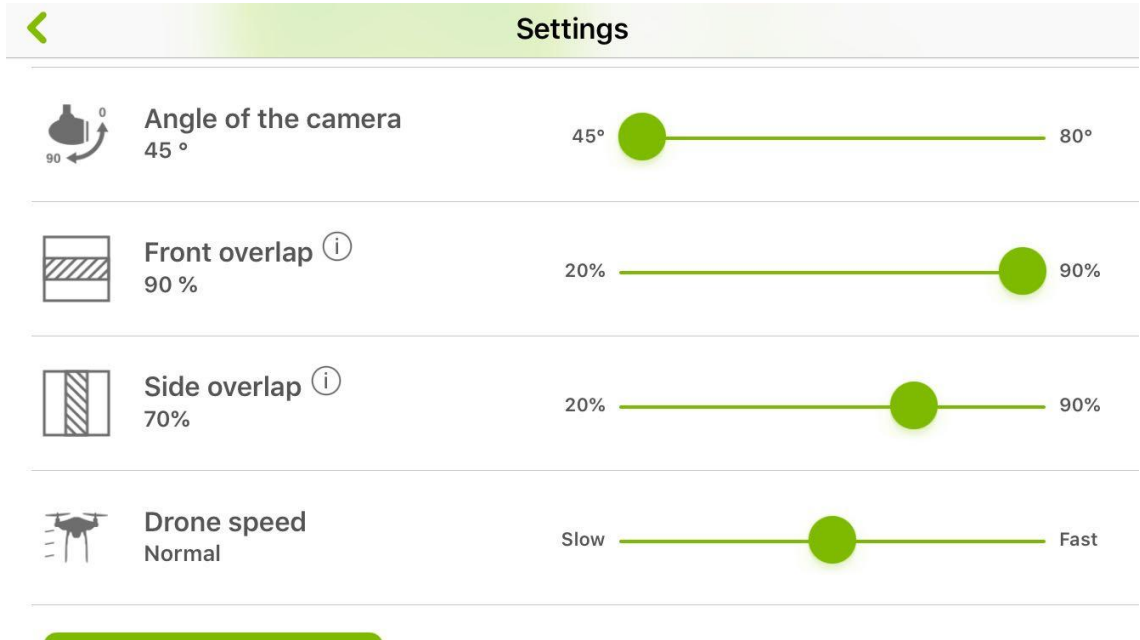 Settings
0
90
Angle of the camera
45 °
45° 80°
Front overlap i
90 %
20% 90%
Side overlap i
70%
20% 90%
Drone speed
Normal
Slow Fast